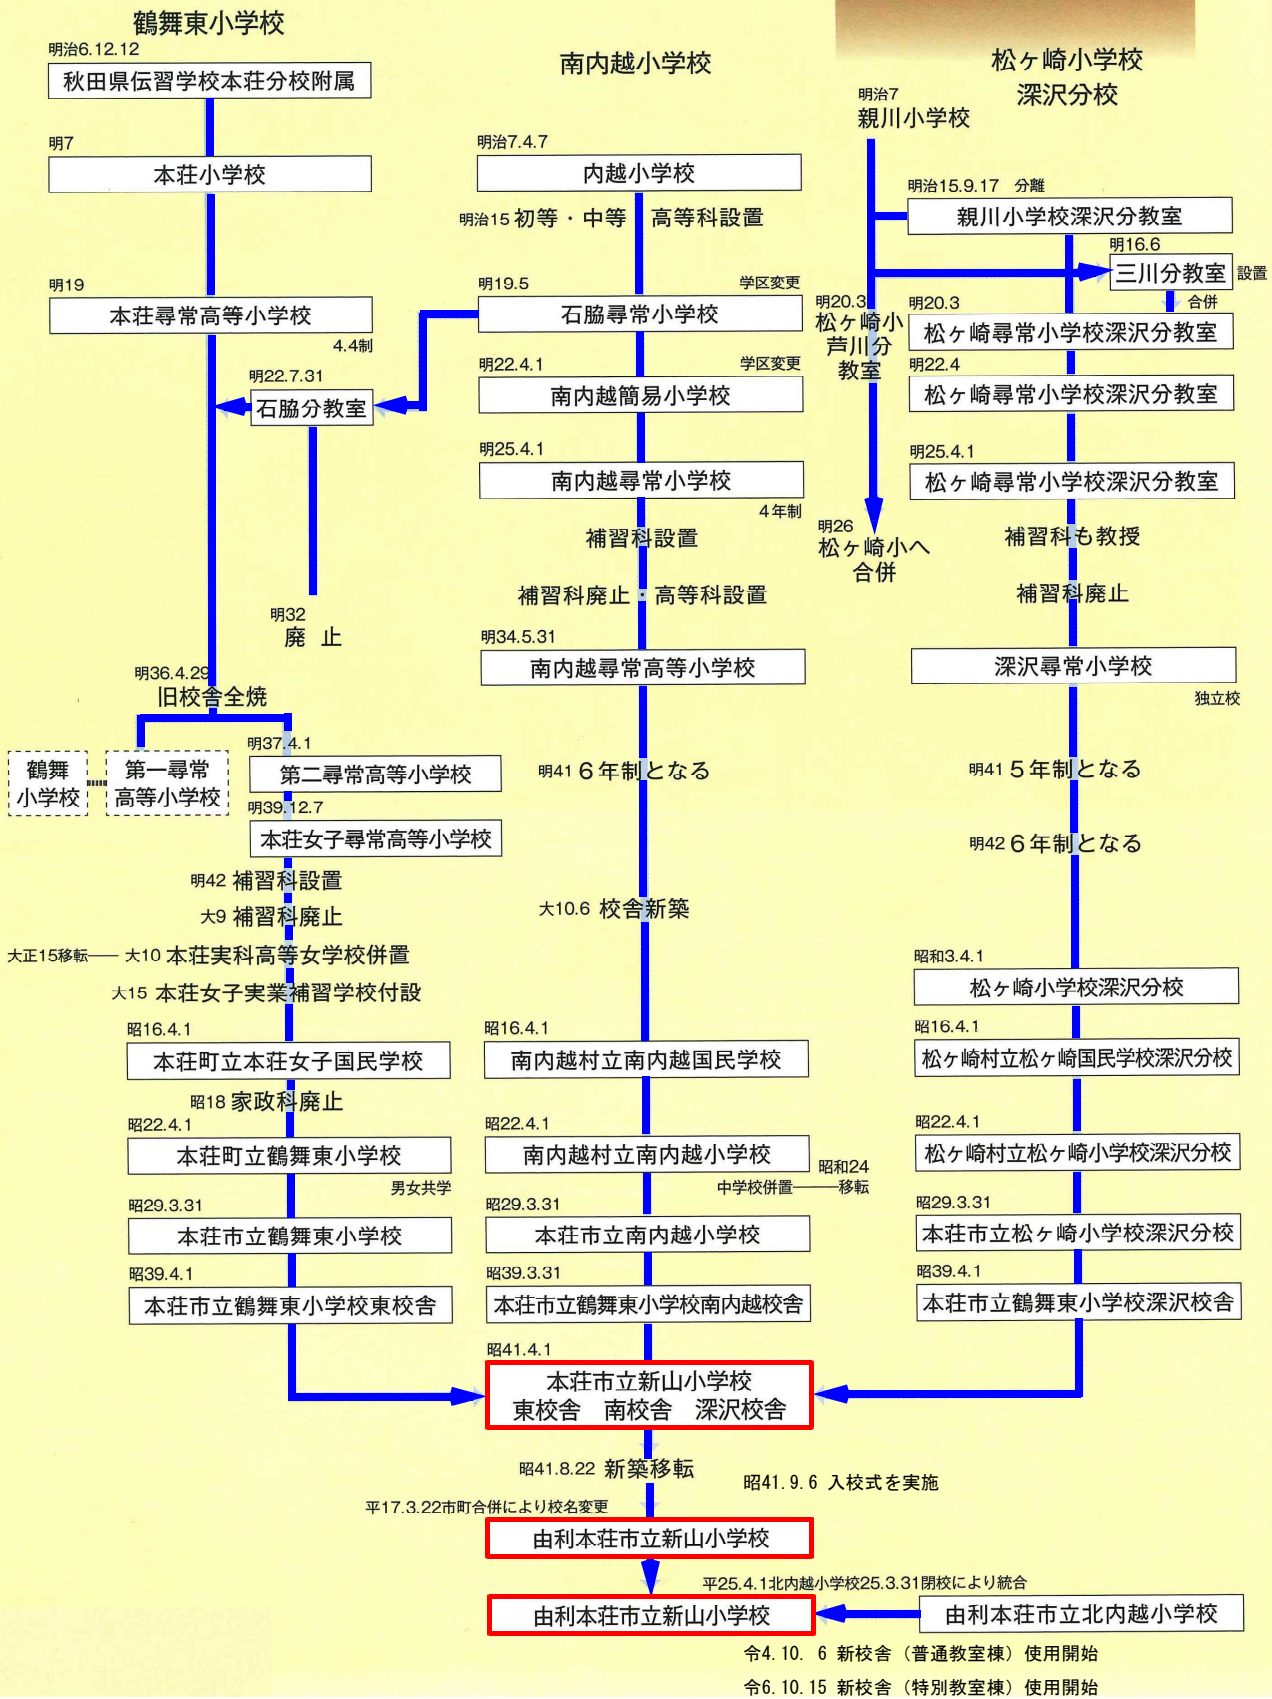 鶴舞東小学校
明治6.12.12
秋田県伝習学校本荘分校附属
明7
本荘小学校
明19
本荘尋常高等小学校
4.4制
明22.7.31
石脇分教室
明32
廃　止
明36.4.29
旧校舎全焼
鶴舞
小学校
第一尋常
高等小学校
明37.4.1
第二尋常高等小学校
明39.12.7
本荘女子尋常高等小学校
明42 補習科設置
大9 補習科廃止
大正15移転── 大10 本荘実科高等女学校併置
大15 本荘女子実業補習学校付設
昭16.4.1
本荘町立本荘女子国民学校
昭18 家政科廃止
昭22.4.1
本荘町立鶴舞東小学校
男女共学
昭29.3.31
本荘市立鶴舞東小学校
昭39.4.1
本荘市立鶴舞東小学校東校舎
南内越小学校
明治7.4.7
内越小学校
明治15 初等・中等　高等科設置
明19.5　学区変更
石脇尋常小学校
明22.4.1　学区変更
南内越簡易小学校
明25.4.1
南内越尋常小学校
4年制
補習科設置
補習科廃止・高等科設置
明34.5.31
南内越尋常高等小学校
明41 6年制となる
大10.6 校舎新築
昭16.4.1
南内越村立南内越国民学校
昭22.4.1
南内越村立南内越小学校
昭和24
中学校併置───移転
昭29.3.31
本荘市立南内越小学校
昭39.3.31
本荘市立鶴舞東小学校南内越校舎
松ヶ崎小学校
深沢分校
明治7
親川小学校
明治15.9.17　分離
親川小学校深沢分教室
明16.6
三川分教室 設置
合併
明20.3
松ヶ崎小
芦川分
教室
明26
松ヶ崎小へ
合併
明20.3
松ヶ崎尋常小学校深沢分教室
明22.4
松ヶ崎尋常小学校深沢分教室
明25.4.1
松ヶ崎尋常小学校深沢分教室
補習科も教授
補習科廃止
深沢尋常小学校
独立校
明41 5年制となる
明42 6年制となる
昭和3.4.1
松ヶ崎小学校深沢分校
昭16.4.1
松ヶ崎村立松ヶ崎国民学校深沢分校
昭22.4.1
松ヶ崎村立松ヶ崎小学校深沢分校
昭29.3.31
本荘市立松ヶ崎小学校深沢分校
昭39.4.1
本荘市立鶴舞東小学校深沢校舎
昭41.4.1
本荘市立新山小学校
東校舎　南校舎　深沢校舎
昭41.8.22 新築移転
昭41.9.6 入校式を実施
平17.3.22市町合併により校名変更
由利本荘市立新山小学校
平25.4.1北内越小学校25.3.31閉校により統合
由利本荘市立新山小学校
由利本荘市立北内越小学校
令4.10. 6 新校舎（普通教室棟）使用開始
令6.10.15 新校舎（特別教室棟）使用開始